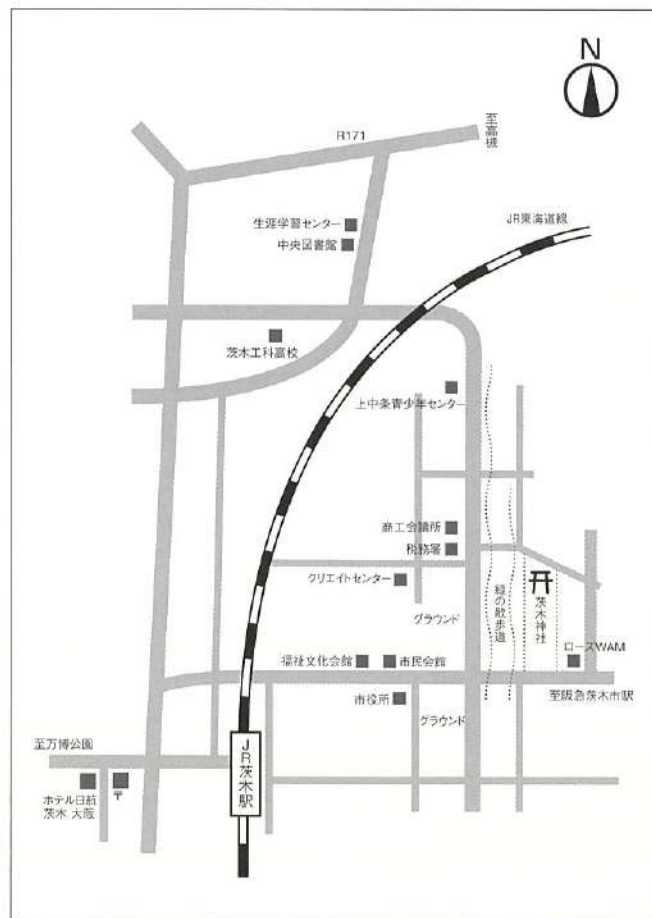 N
R171
至高槻
JR東海道線
生涯学習センター
中央図書館
茨木工科高校
上中条青少年センター
商工会議所
税務署
クリエイトセンター
グラウンド
緑の散歩道
茨木神社
ローズWAM
福祉文化会館
市民会館
至阪急茨木市駅
市役所
グラウンド
至万博公園
JR茨木駅
ホテル日航
茨木 大阪
〒